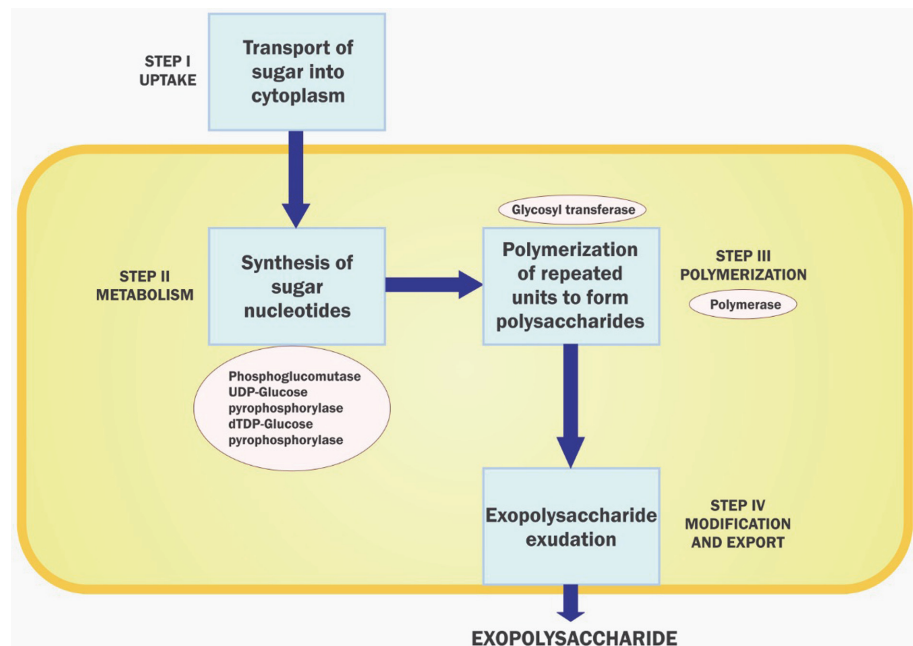 STEP I
UPTAKE
Transport of
sugar into
cytoplasm
STEP II
METABOLISM
Synthesis of
sugar
nucleotides
Phosphoglucomutase
UDP-Glucose
pyrophosphorylase
dTDP-Glucose
pyrophosphorylase
Glycosyl transferase
Polymerization
of repeated
units to form
polysaccharides
STEP III
POLYMERIZATION
Polymerase
Exopolysaccharide
exudation
STEP IV
MODIFICATION
AND EXPORT
EXOPOLYSACCHARIDE